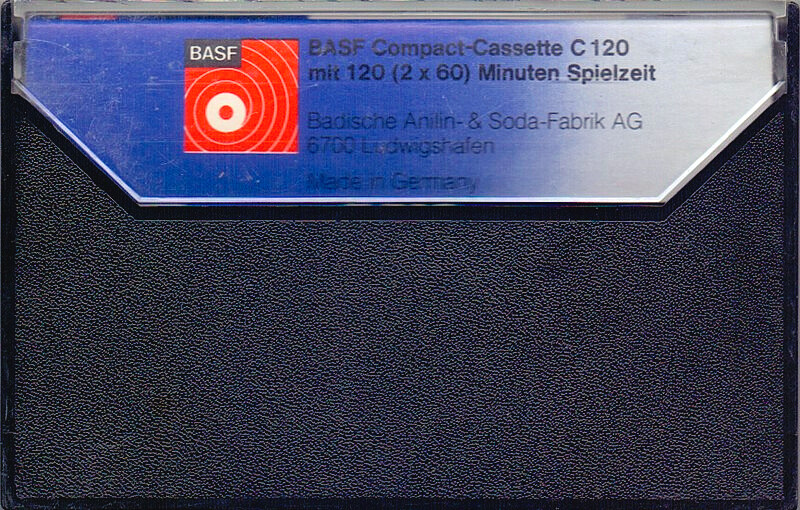 BASF
BASF Compact-Cassette C 120
mit 120 (2 x 60) Minuten Spielzeit
Badische Anilin- & Soda-Fabrik AG
6700 Ludwigshafen
Made in Germany